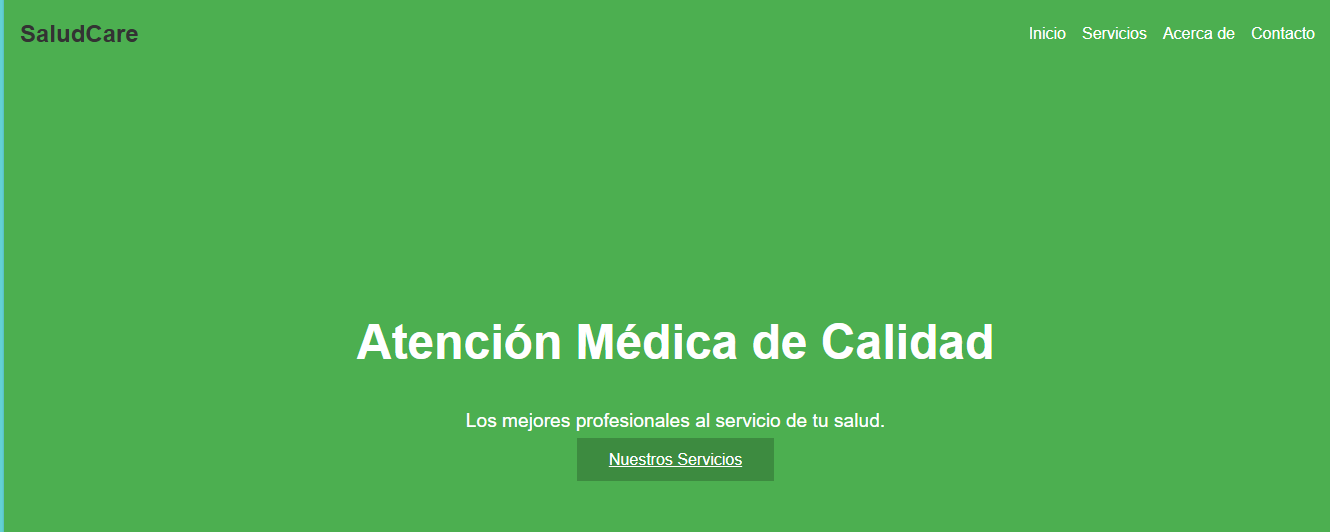 SaludCare
Inicio Servicios Acerca de Contacto
Atención Médica de Calidad
Los mejores profesionales al servicio de tu salud.
Nuestros Servicios